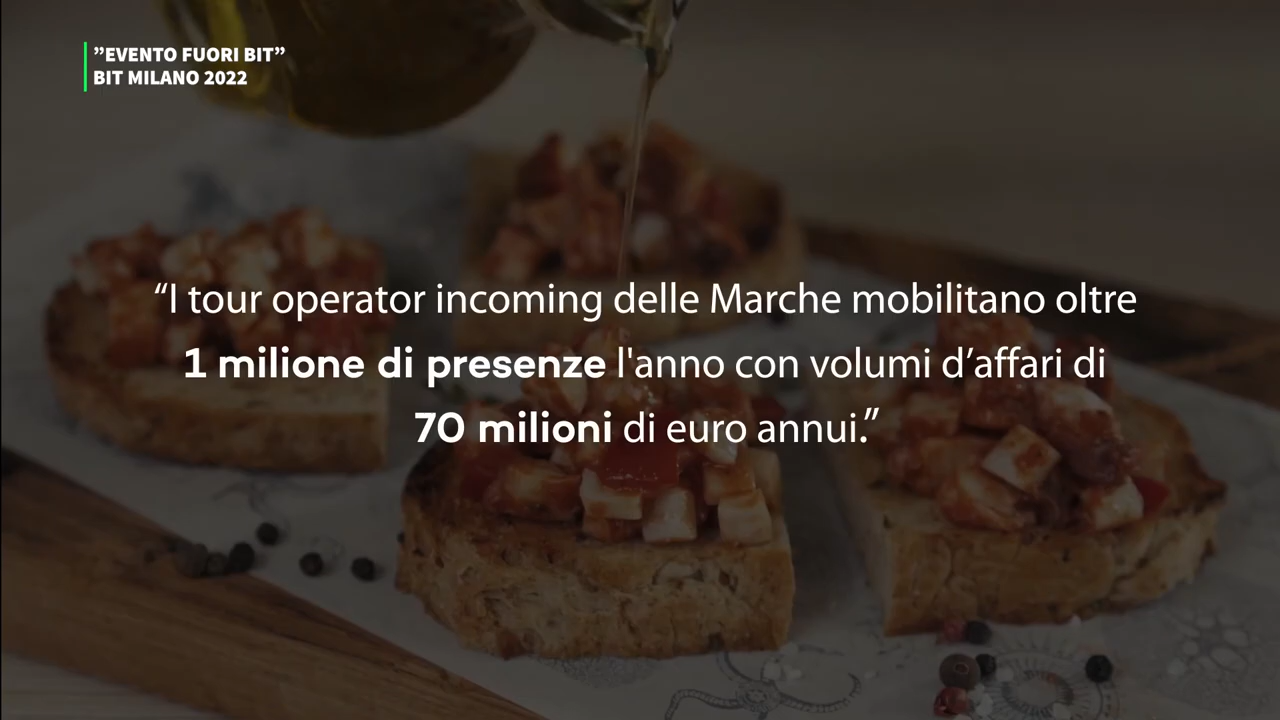 ”EVENTO FUORI BIT”
BIT MILANO 2022
“I tour operator incoming delle Marche mobilitano oltre
1 milione di presenze l'anno con volumi d’affari di
70 milioni di euro annui.”